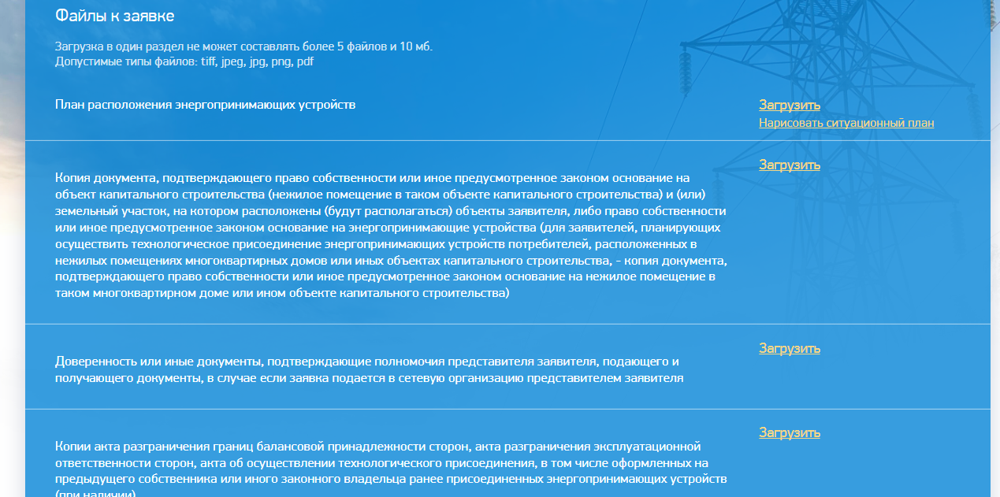 Файлы к заявке
Загрузка в один раздел не может составлять более 5 файлов и 10 мб.
Допустимые типы файлов: tiff, jpeg, jpg, png, pdf
План расположения энергопринимающих устройств
Загрузить
Нарисовать ситуационный план
Загрузить
Копия документа, подтверждающего право собственности или иное предусмотренное законом основание на
объект капитального строительства (нежилое помещение в таком объекте капитального строительства) и (или)
земельный участок, на котором расположены (будут располагаться) объекты заявителя, либо право собственности
или иное предусмотренное законом основание на энергопринимающие устройства (для заявителей, планирующих
осуществить технологическое присоединение энергопринимающих устройств потребителей, расположенных в
нежилых помещениях многоквартирных домов или иных объектах капитального строительства, - копия документа,
подтверждающего право собственности или иное предусмотренное законом основание на нежилое помещение в
таком многоквартирном доме или ином объекте капитального строительства)
Загрузить
Доверенность или иные документы, подтверждающие полномочия представителя заявителя, подающего и
получающего документы, в случае если заявка подается в сетевую организацию представителем заявителя
Загрузить
Копии акта разграничения границ балансовой принадлежности сторон, акта разграничения эксплуатационной
ответственности сторон, акта об осуществлении технологического присоединения, в том числе оформленных на
предыдущего собственника или иного законного владельца ранее присоединенных энергопринимающих устройств
(при наличии)